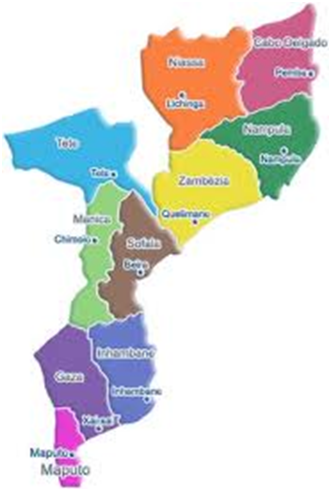 Cabo Delgado
Niassa
Pemba
Lichinga
Nampula
Tete
Nampula
Tete
Zambézia
Manica
Quelimane
Chimoio
Sofala
Beira
Inhambane
Gaza
Inhambane
Maputo
Maputo